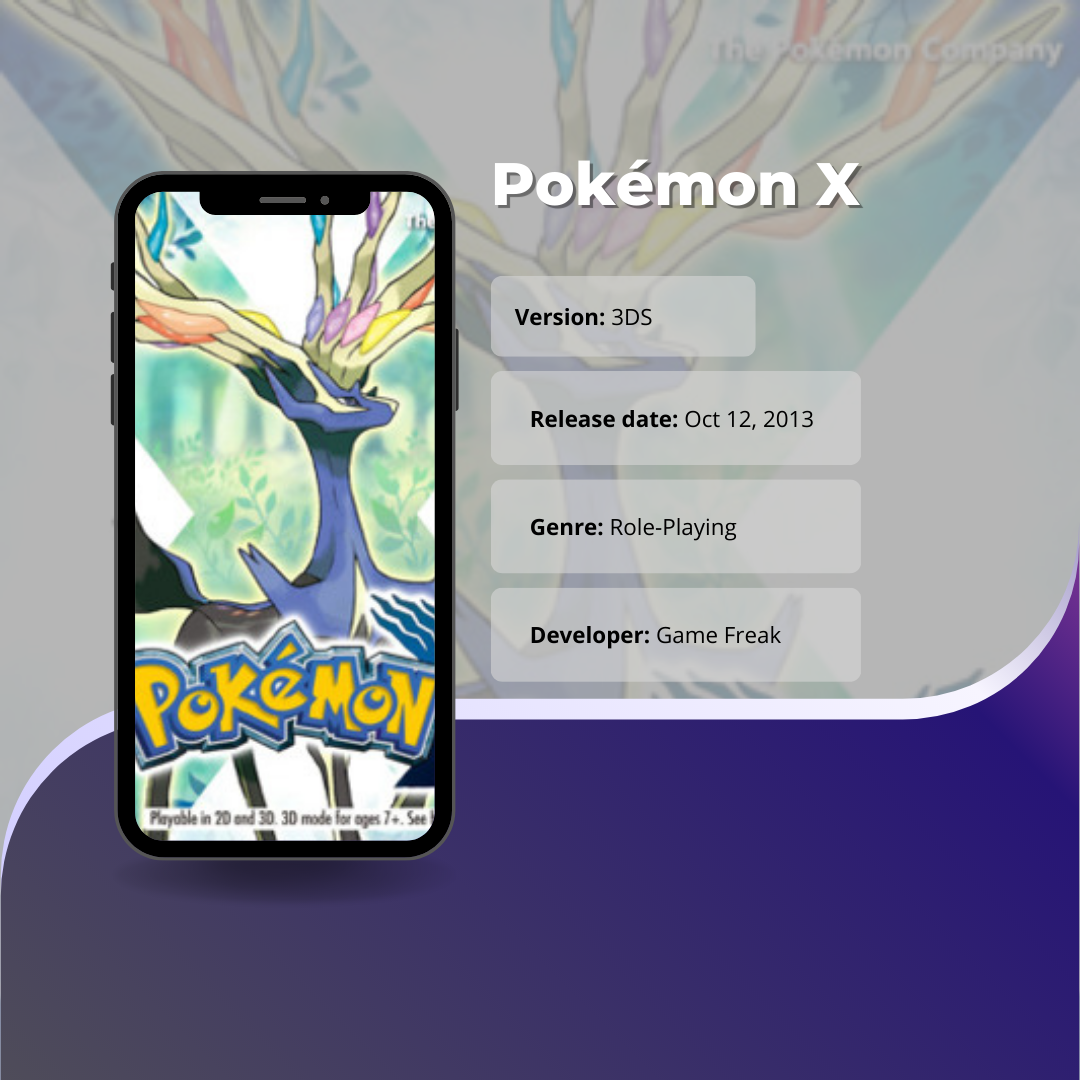 The Pokémon Company
Pokémon X
The
Version: 3DS
Release date: Oct 12, 2013
Genre: Role-Playing
Developer: Game Freak
POKéMON
Playable in 2D and 3D. 3D mode for ages 7+. See